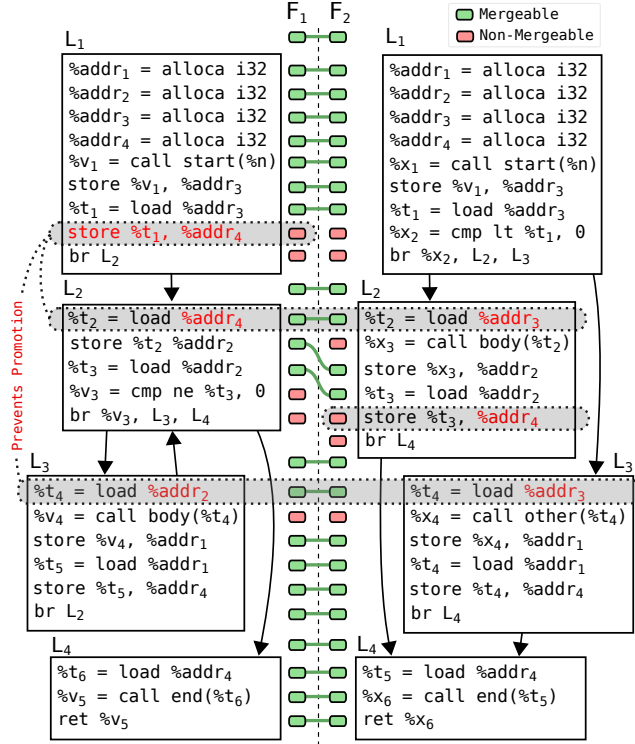 F1 F2
Mergeable
Non-Mergeable
L1
%addr1 = alloca i32
%addr2 = alloca i32
%addr3 = alloca i32
%addr4 = alloca i32
%v1 = call start(%n)
store %v1, %addr3
%t1 = load %addr3
store %t1, %addr4
br L2
L2
%t2 = load %addr4
store %t2 %addr2
%t3 = load %addr2
%v3 = cmp ne %t3, 0
br %v3, L3, L4
L3
%t4 = load %addr2
%v4 = call body(%t4)
store %v4, %addr1
%t5 = load %addr1
store %t5, %addr4
br L2
L4
%t6 = load %addr4
%v5 = call end(%t6)
ret %v5
Prevents Promotion
L1
%addr1 = alloca i32
%addr2 = alloca i32
%addr3 = alloca i32
%addr4 = alloca i32
%x1 = call start(%n)
store %v1, %addr3
%t1 = load %addr3
%x2 = cmp lt %t1, 0
br %x2, L2, L3
L2
%t2 = load %addr3
%x3 = call body(%t2)
store %x3, %addr2
%t3 = load %addr2
store %t3, %addr4
br L4
L3
%t4 = load %addr3
%x4 = call other(%t4)
store %x4, %addr1
%t4 = load %addr1
store %t4, %addr4
br L4
L4
%t5 = load %addr4
%x6 = call end(%t5)
ret %x6